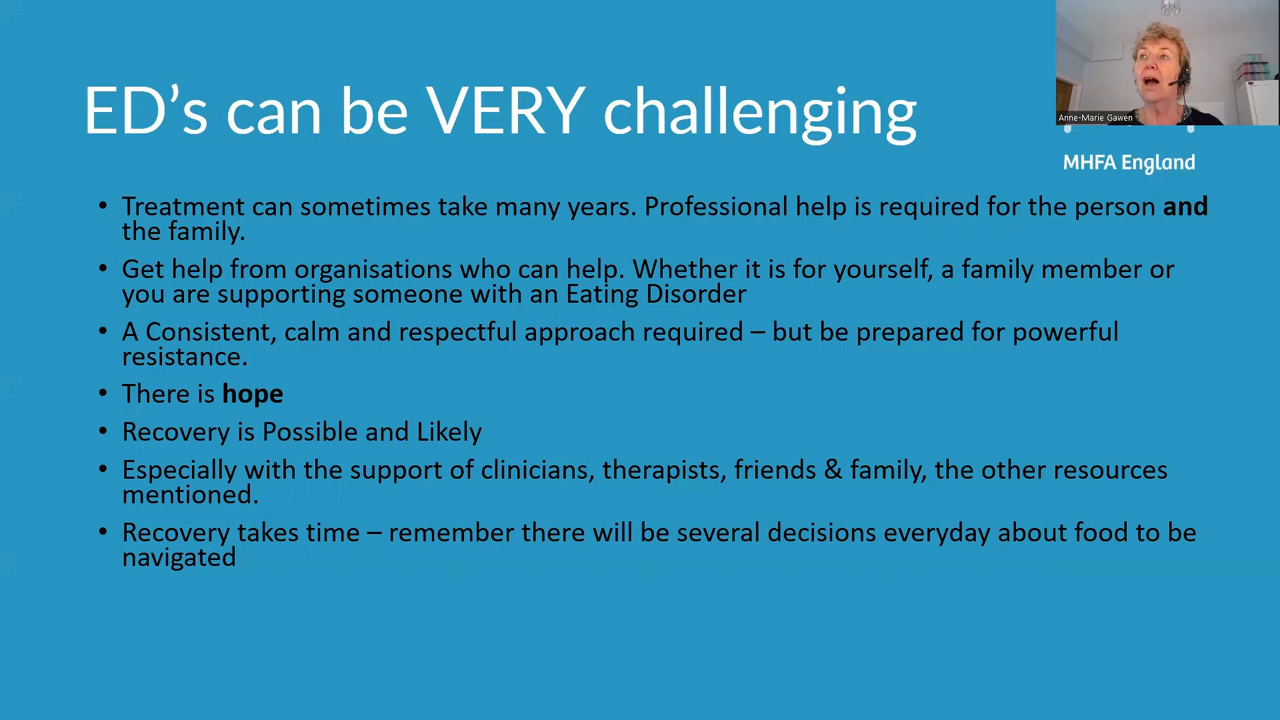 ED’s can be VERY challenging
Anne-Marie Gawen
MHFA England
• Treatment can sometimes take many years. Professional help is required for the person and
the family.
• Get help from organisations who can help. Whether it is for yourself, a family member or
you are supporting someone with an Eating Disorder
• A Consistent, calm and respectful approach required – but be prepared for powerful
resistance.
• There is hope
• Recovery is Possible and Likely
• Especially with the support of clinicians, therapists, friends & family, the other resources
mentioned.
• Recovery takes time – remember there will be several decisions everyday about food to be
navigated